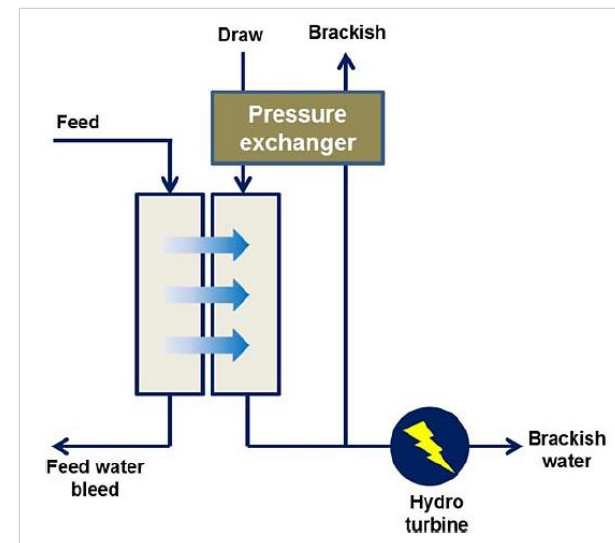 Draw
Brackish
Pressure
exchanger
Feed
Feed water
bleed
Brackish
water
Hydro
turbine